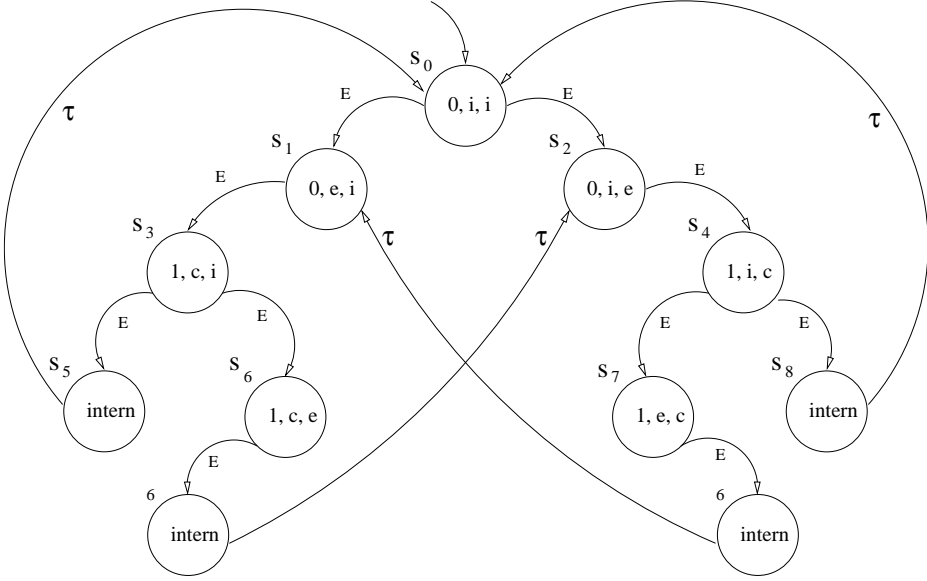 s0
0, i, i
E
E
τ
τ
s1
0, e, i
s2
0, i, e
E
E
s3
1, c, i
τ
τ
s4
1, i, c
E
E
E
E
s5
intern
s6
1, c, e
s7
1, e, c
s8
intern
E
E
6
intern
6
intern